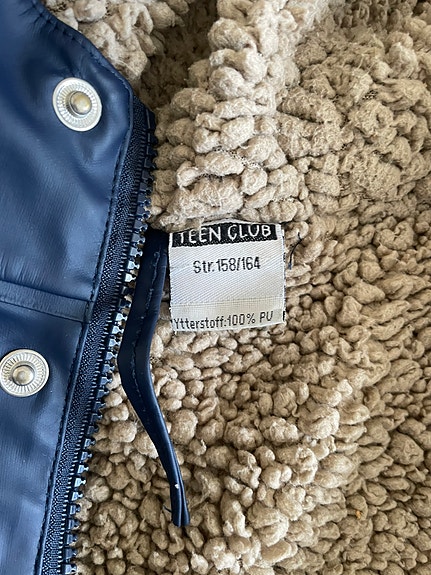 TEEN CLUB
Str.158/164
Ytterstoff:100% PU